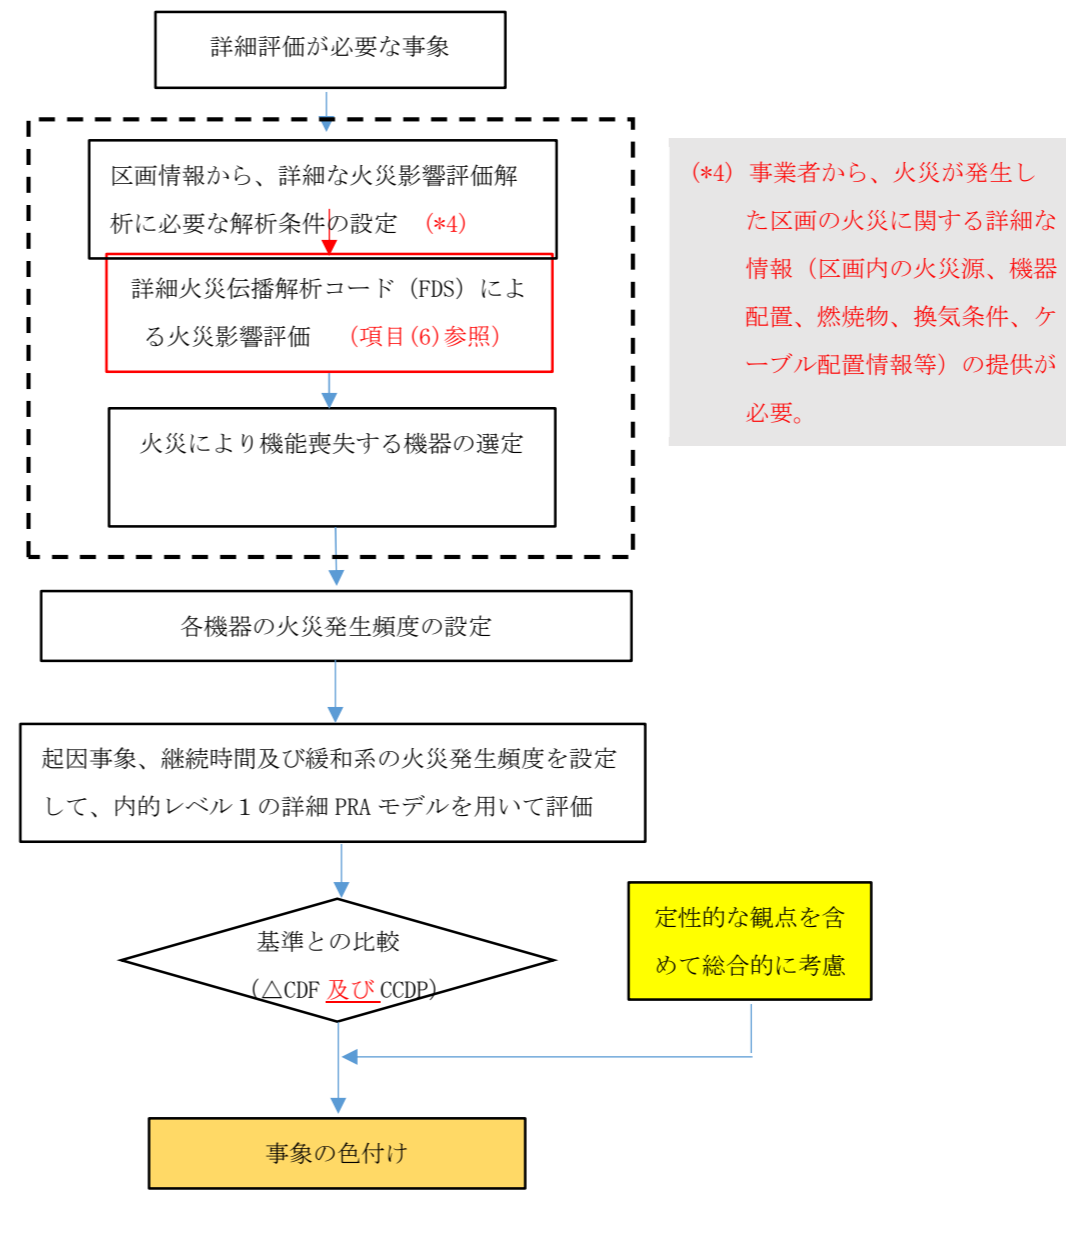 詳細評価が必要な事象
区画情報から、詳細な火災影響評価解
析に必要な解析条件の設定 (*4)
詳細火災伝播解析コード（FDS）によ
る火災影響評価 （項目(6)参照）
火災により機能喪失する機器の選定
(*4) 事業者から、火災が発生し
た区画の火災に関する詳細な
情報（区画内の火災源、機器
配置、燃焼物、換気条件、ケ
ーブル配置情報等）の提供が
必要。
各機器の火災発生頻度の設定
起因事象、継続時間及び緩和系の火災発生頻度を設定
して、内的レベル１の詳細 PRA モデルを用いて評価
基準との比較
（△CDF 及び CCDP）
定性的な観点を含
めて総合的に考慮
事象の色付け